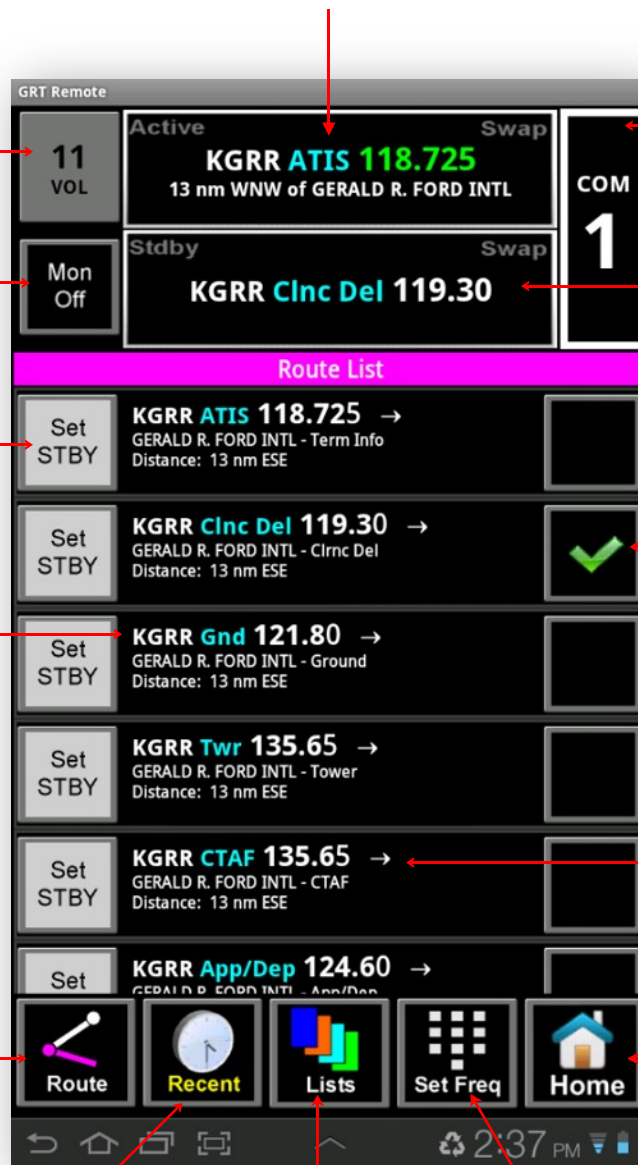 GRT Remote
11
VOL
Active Swap
KGRR ATIS 118.725
13 nm WNW of GERALD R. FORD INTL
COM
1
Mon
Off
Stdby Swap
KGRR Clnc Del 119.30
Route List
Set
STBY
KGRR ATIS 118.725 →
GERALD R. FORD INTL - Term Info
Distance: 13 nm ESE
Set
STBY
KGRR Clnc Del 119.30 →
GERALD R. FORD INTL - Clrnc Del
Distance: 13 nm ESE
Set
STBY
KGRR Gnd 121.80 →
GERALD R. FORD INTL - Ground
Distance: 13 nm ESE
Set
STBY
KGRR Twr 135.65 →
GERALD R. FORD INTL - Tower
Distance: 13 nm ESE
Set
STBY
KGRR CTAF 135.65 →
GERALD R. FORD INTL - CTAF
Distance: 13 nm ESE
Set
KGRR App/Dep 124.60 →
GERALD R. FORD INTL - App/Dep
Route
Recent
Lists
Set Freq
Home
2:37 PM